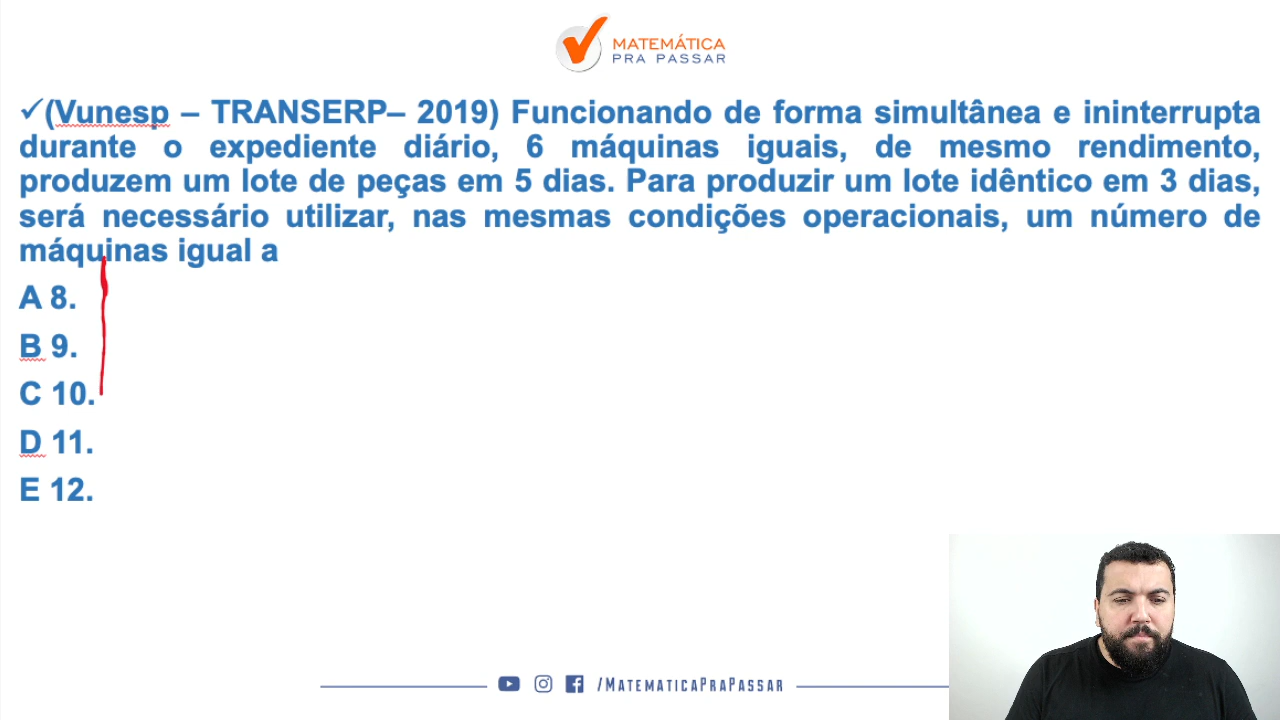 MATEMÁTICA
PRA PASSAR
✓(Vunesp – TRANSERP– 2019) Funcionando de forma simultânea e ininterrupta
durante o expediente diário, 6 máquinas iguais, de mesmo rendimento,
produzem um lote de peças em 5 dias. Para produzir um lote idêntico em 3 dias,
será necessário utilizar, nas mesmas condições operacionais, um número de
máquinas igual a
A 8.
B 9.
C 10.
D 11.
E 12.
/MATEMATICAPRAPASSAR